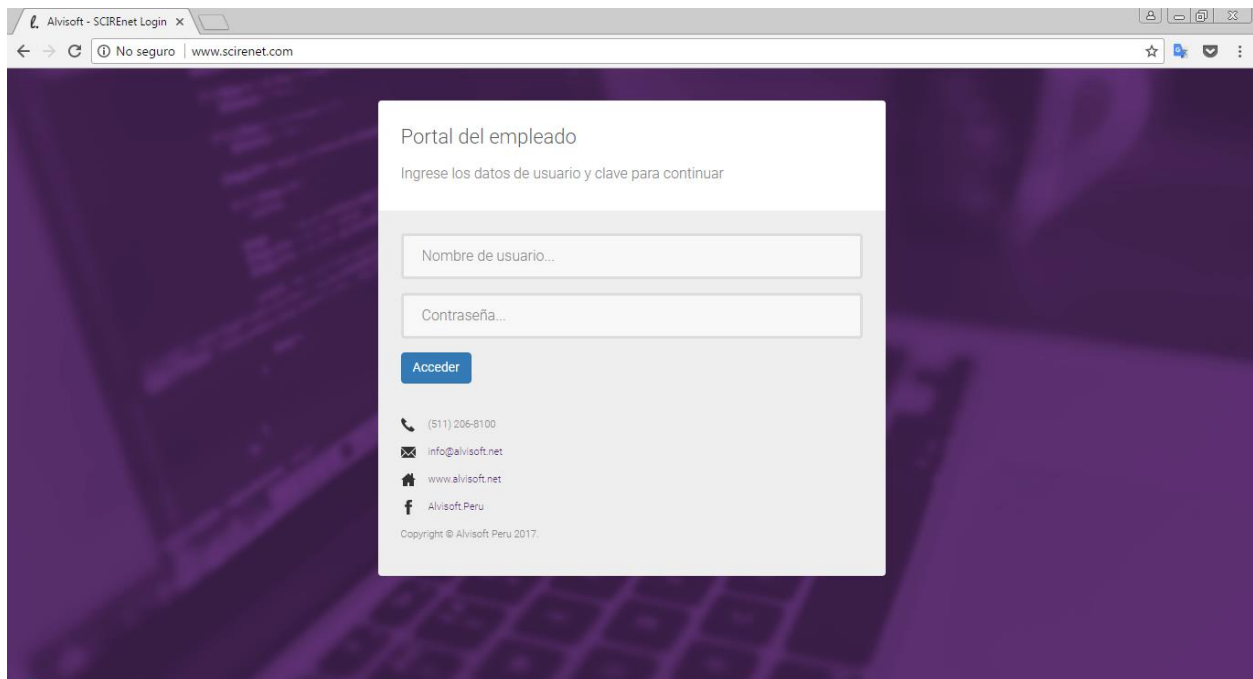 Alvisoft - SCIREnet Login
No seguro | www.scirenet.com
Portal del empleado
Ingrese los datos de usuario y clave para continuar
Nombre de usuario...
Contraseña...
Acceder
(511) 206-8100
info@alvisoft.net
www.alvisoft.net
Alvisoft.Peru
Copyright © Alvisoft Peru 2017.